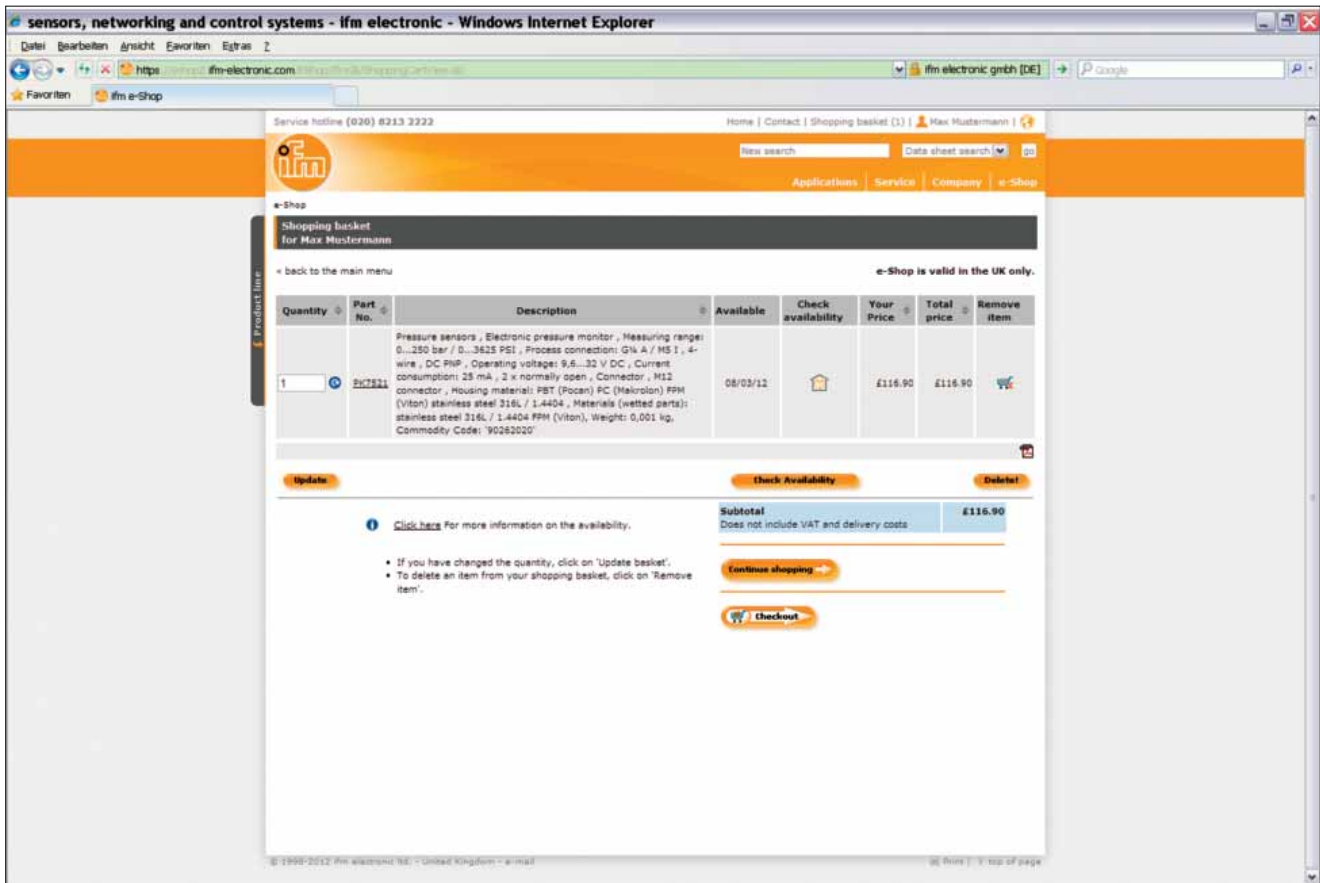 sensors, networking and control systems - ifm electronic - Windows Internet Explorer
Datei Bearbeiten Ansicht Favoriten Extras ?
https ifm-electronic.com ifm electronic gmbh [DE] Google
Favoriten ifm e-Shop
Service hotline (020) 8213 2222 Home | Contact | Shopping basket (1) | Max Mustermann |
ifm
New search Data sheet search go
Applications Service Company e-Shop
e-Shop
Shopping basket
for Max Mustermann
Product line
« back to the main menu e-Shop is valid in the UK only.
Quantity Part No. Description Available Check availability Your Price Total price Remove item
Pressure sensors , Electronic pressure monitor , Measuring range:
0...250 bar / 0...3625 PSI , Process connection: G¼ A / M5 I , 4-
wire , DC PNP , Operating voltage: 9,6...32 V DC , Current
1 PK7521 consumption: 25 mA , 2 x normally open , Connector , M12 08/03/12 £116.90 £116.90
connector , Housing material: PBT (Pocan) PC (Makrolon) FPM
(Viton) stainless steel 316L / 1.4404 , Materials (wetted parts):
stainless steel 316L / 1.4404 FPM (Viton), Weight: 0,001 kg,
Commodity Code: '90262020'
Update Check Availability Delete!
Subtotal £116.90
Does not include VAT and delivery costs
Click here For more information on the availability.
• If you have changed the quantity, click on 'Update basket'.
• To delete an item from your shopping basket, click on 'Remove
item'.
Continue shopping
Checkout
© 1998-2012 ifm electronic ltd. - United Kingdom - e-mail Print | top of page